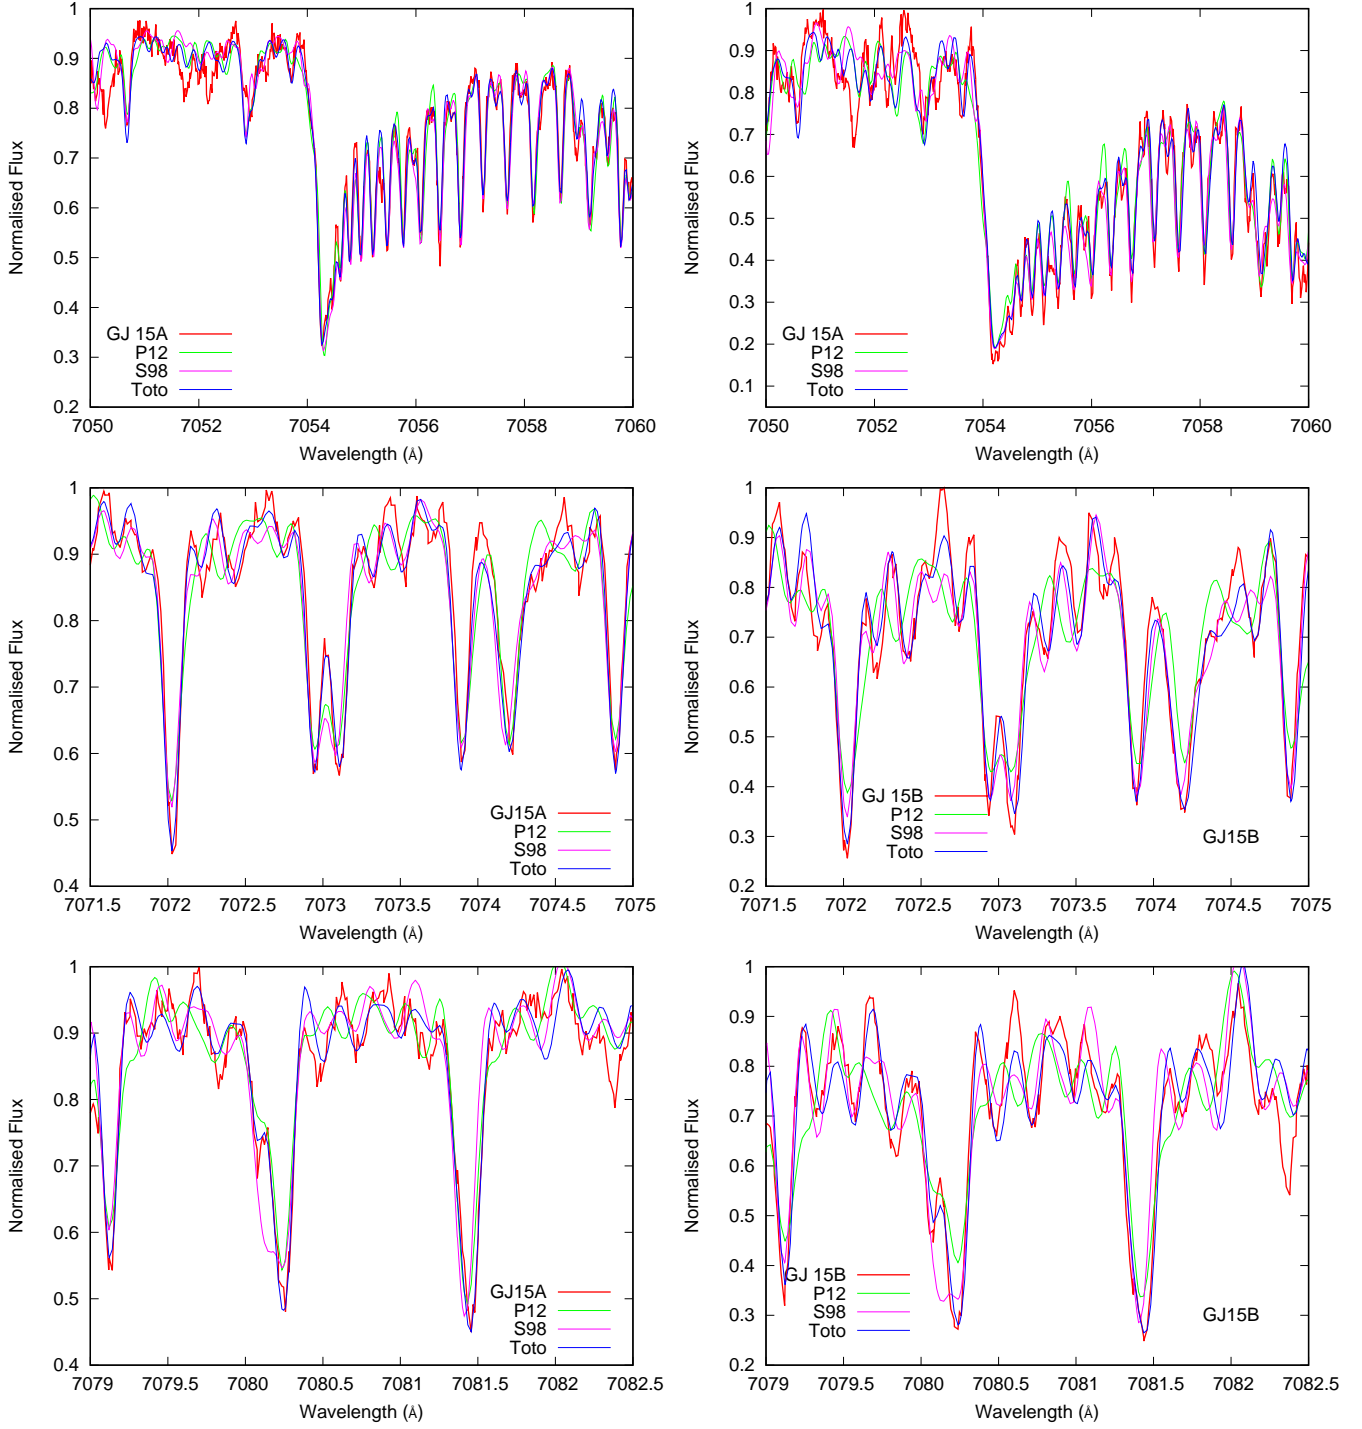 1
0.9
0.8
0.7
0.6
0.5
0.4
0.3
0.2
7050 7052 7054 7056 7058 7060
Normalised Flux
Wavelength (Å)
GJ 15A
P12
S98
Toto
1
0.9
0.8
0.7
0.6
0.5
0.4
0.3
0.2
0.1
7050 7052 7054 7056 7058 7060
Normalised Flux
Wavelength (Å)
GJ 15A
P12
S98
Toto
1
0.9
0.8
0.7
0.6
0.5
0.4
7071.5 7072 7072.5 7073 7073.5 7074 7074.5 7075
Normalised Flux
Wavelength (Å)
GJ15A
P12
S98
Toto
1
0.9
0.8
0.7
0.6
0.5
0.4
0.3
0.2
7071.5 7072 7072.5 7073 7073.5 7074 7074.5 7075
Normalised Flux
Wavelength (Å)
GJ 15B
P12
S98
Toto
GJ15B
1
0.9
0.8
0.7
0.6
0.5
0.4
7079 7079.5 7080 7080.5 7081 7081.5 7082 7082.5
Normalised Flux
Wavelength (Å)
GJ15A
P12
S98
Toto
1
0.9
0.8
0.7
0.6
0.5
0.4
0.3
0.2
7079 7079.5 7080 7080.5 7081 7081.5 7082 7082.5
Normalised Flux
Wavelength (Å)
GJ 15B
P12
S98
Toto
GJ15B